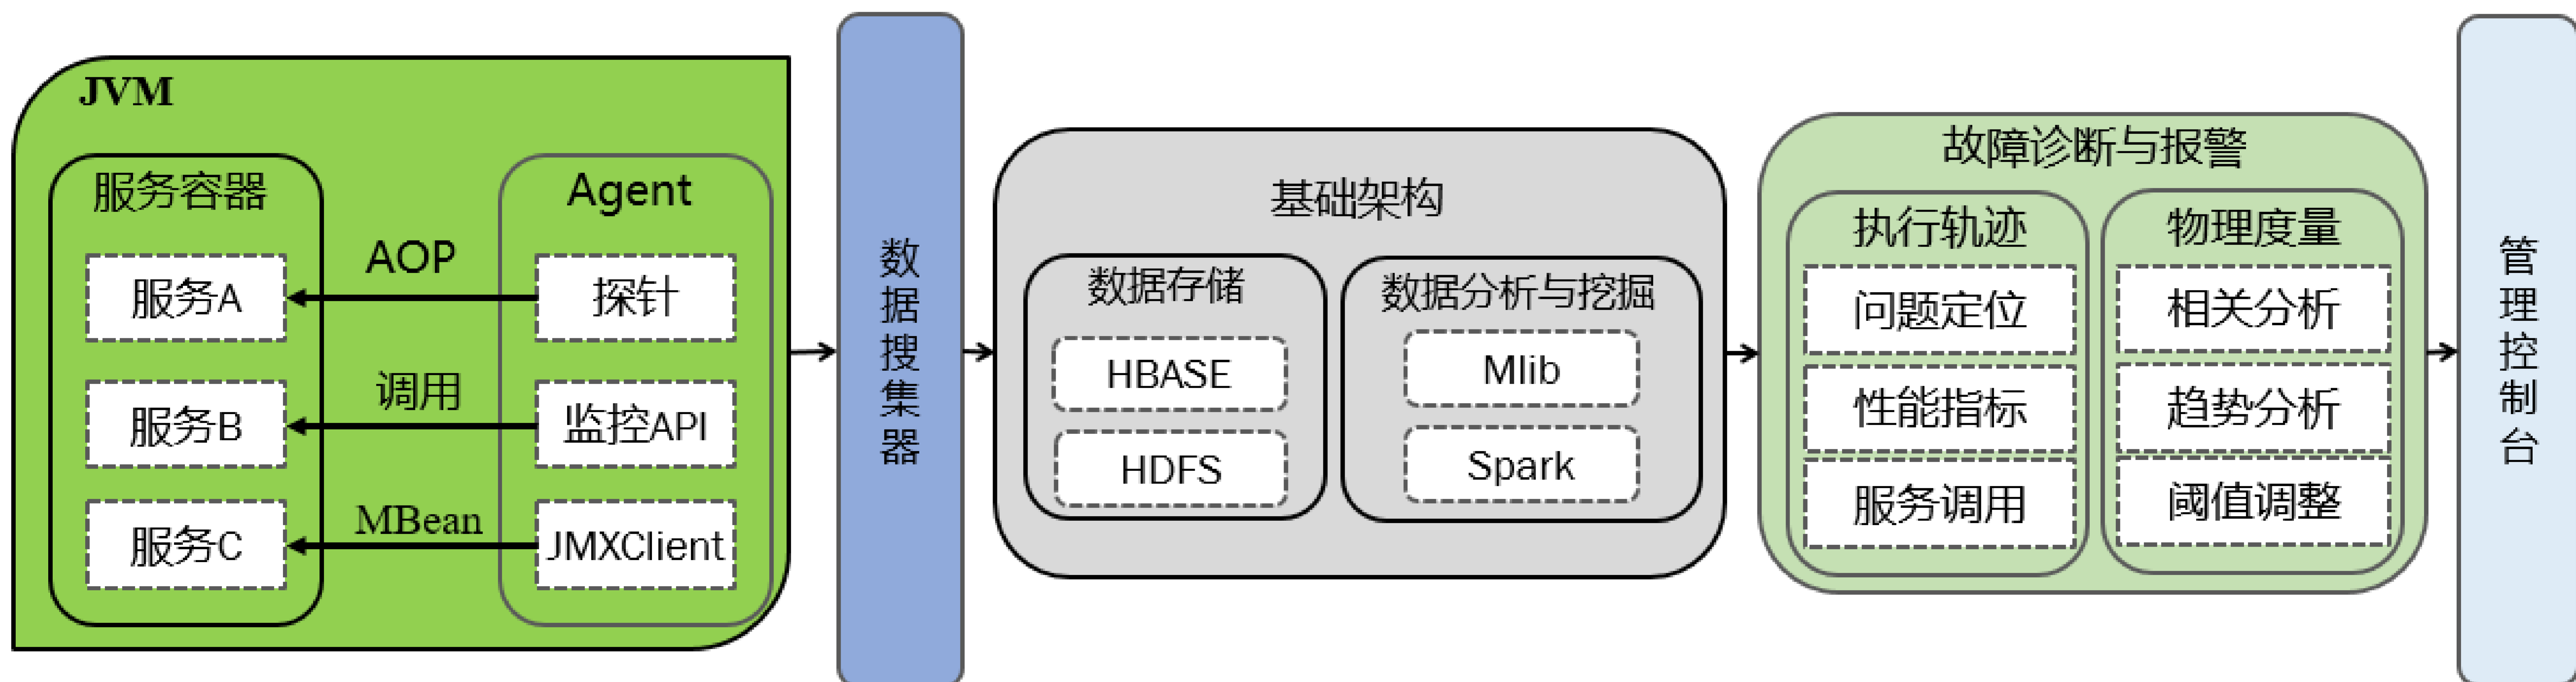 JVM
服务容器
服务A
服务B
服务C
AOP
调用
MBean
Agent
探针
监控API
JMXClient
数据搜集器
基础架构
数据存储
HBASE
HDFS
数据分析与挖掘
Mlib
Spark
故障诊断与报警
执行轨迹
问题定位
性能指标
服务调用
物理度量
相关分析
趋势分析
阈值调整
管理控制台